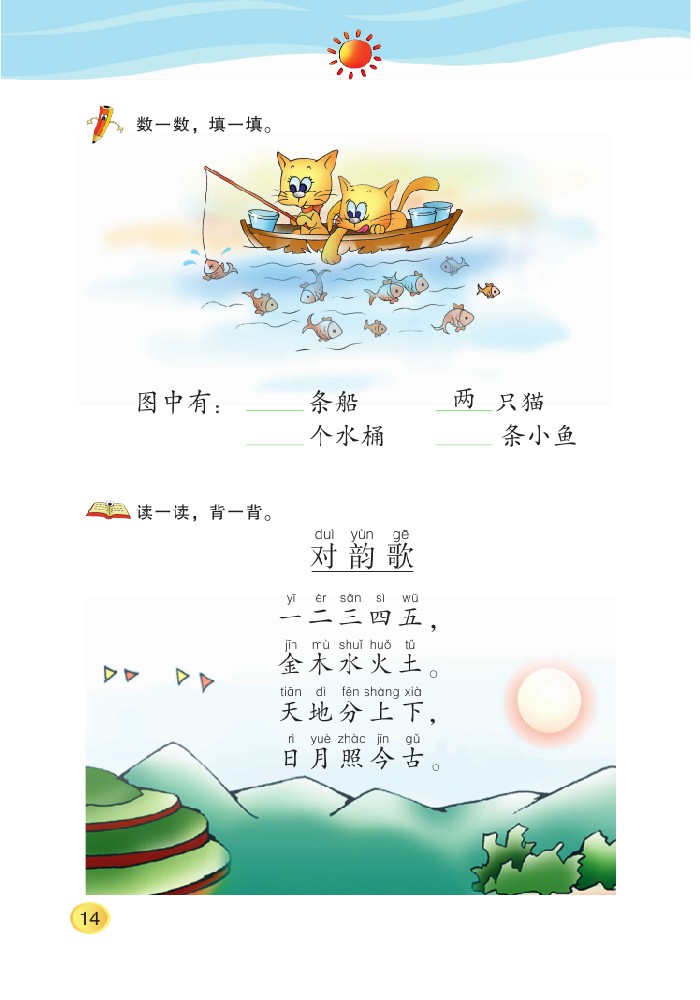 数一数，填一填。
图中有： 条船 两 只猫
个水桶 条小鱼
读一读，背一背。
duì yùn gē
对韵歌
yī èr sān sì wǔ
一二三四五，
jīn mù shuǐ huǒ tǔ
金木水火土。
tiān dì fēn shàng xià
天地分上下，
rì yuè zhào jīn gǔ
日月照今古。
14